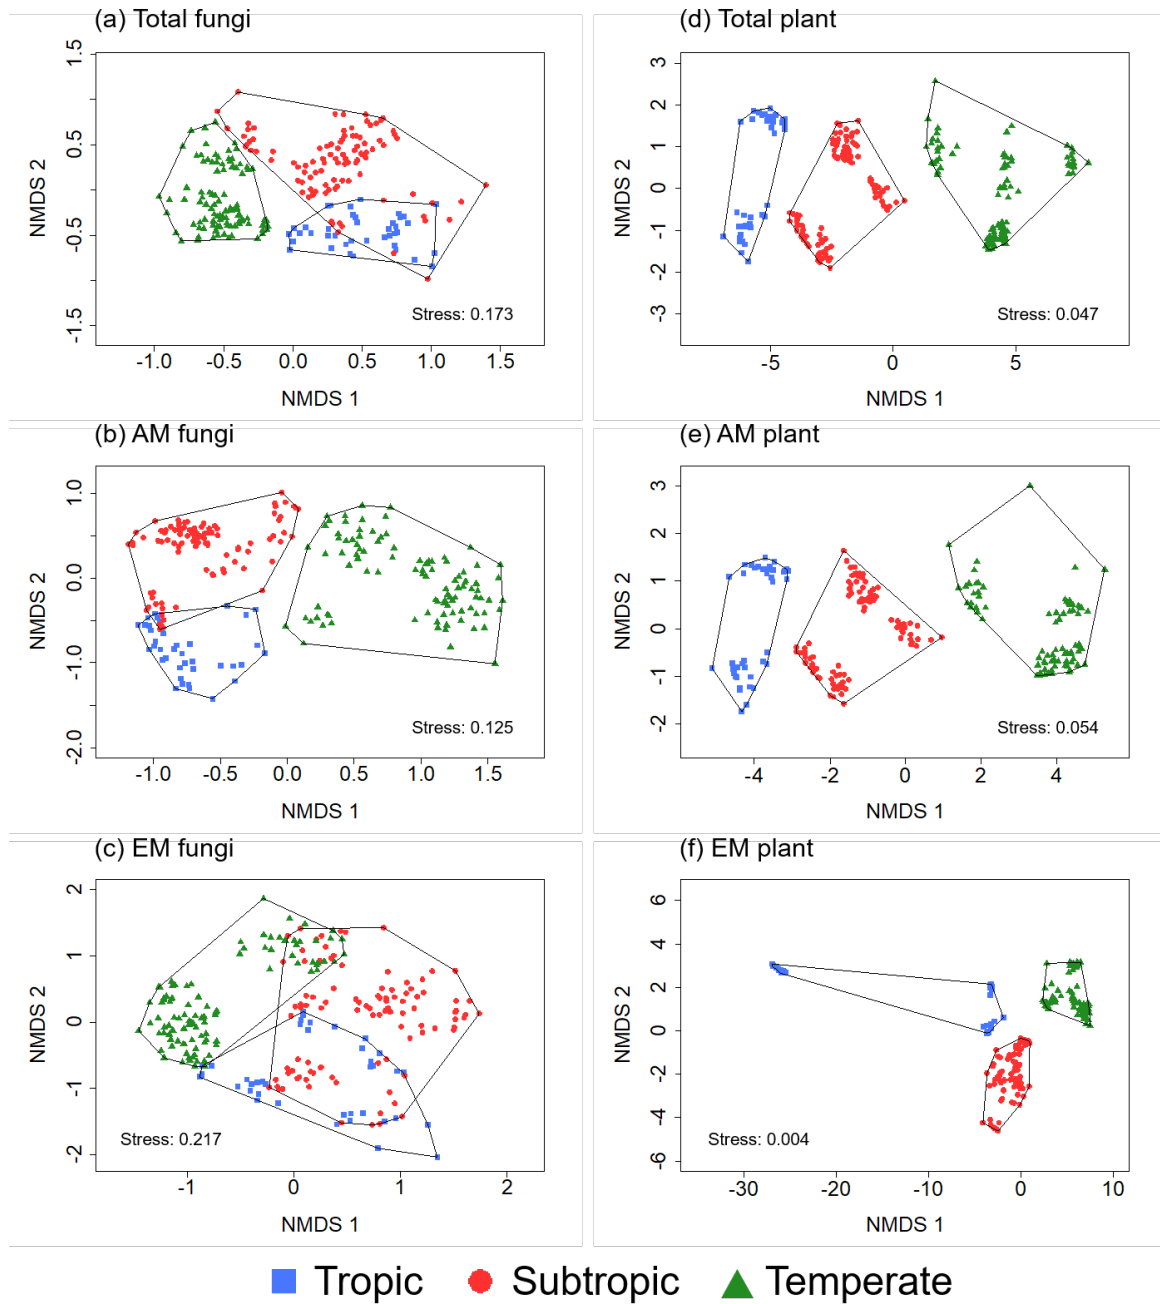 (a) Total fungi
1.5
0.5
-0.5
-1.5
NMDS 2
Stress: 0.173
-1.0 -0.5 0.0 0.5 1.0 1.5
NMDS 1
(d) Total plant
3
2
1
0
-1
-2
-3
NMDS 2
Stress: 0.047
-5 0 5
NMDS 1
(b) AM fungi
1.0
0.0
-1.0
-2.0
NMDS 2
Stress: 0.125
-1.0 -0.5 0.0 0.5 1.0 1.5
NMDS 1
(e) AM plant
3
2
1
0
-1
-2
NMDS 2
Stress: 0.054
-4 -2 0 2 4
NMDS 1
(c) EM fungi
2
1
0
-1
-2
NMDS 2
Stress: 0.217
-1 0 1 2
NMDS 1
(f) EM plant
6
4
2
0
-2
-4
-6
NMDS 2
Stress: 0.004
-30 -20 -10 0 10
NMDS 1
Tropic Subtropic Temperate